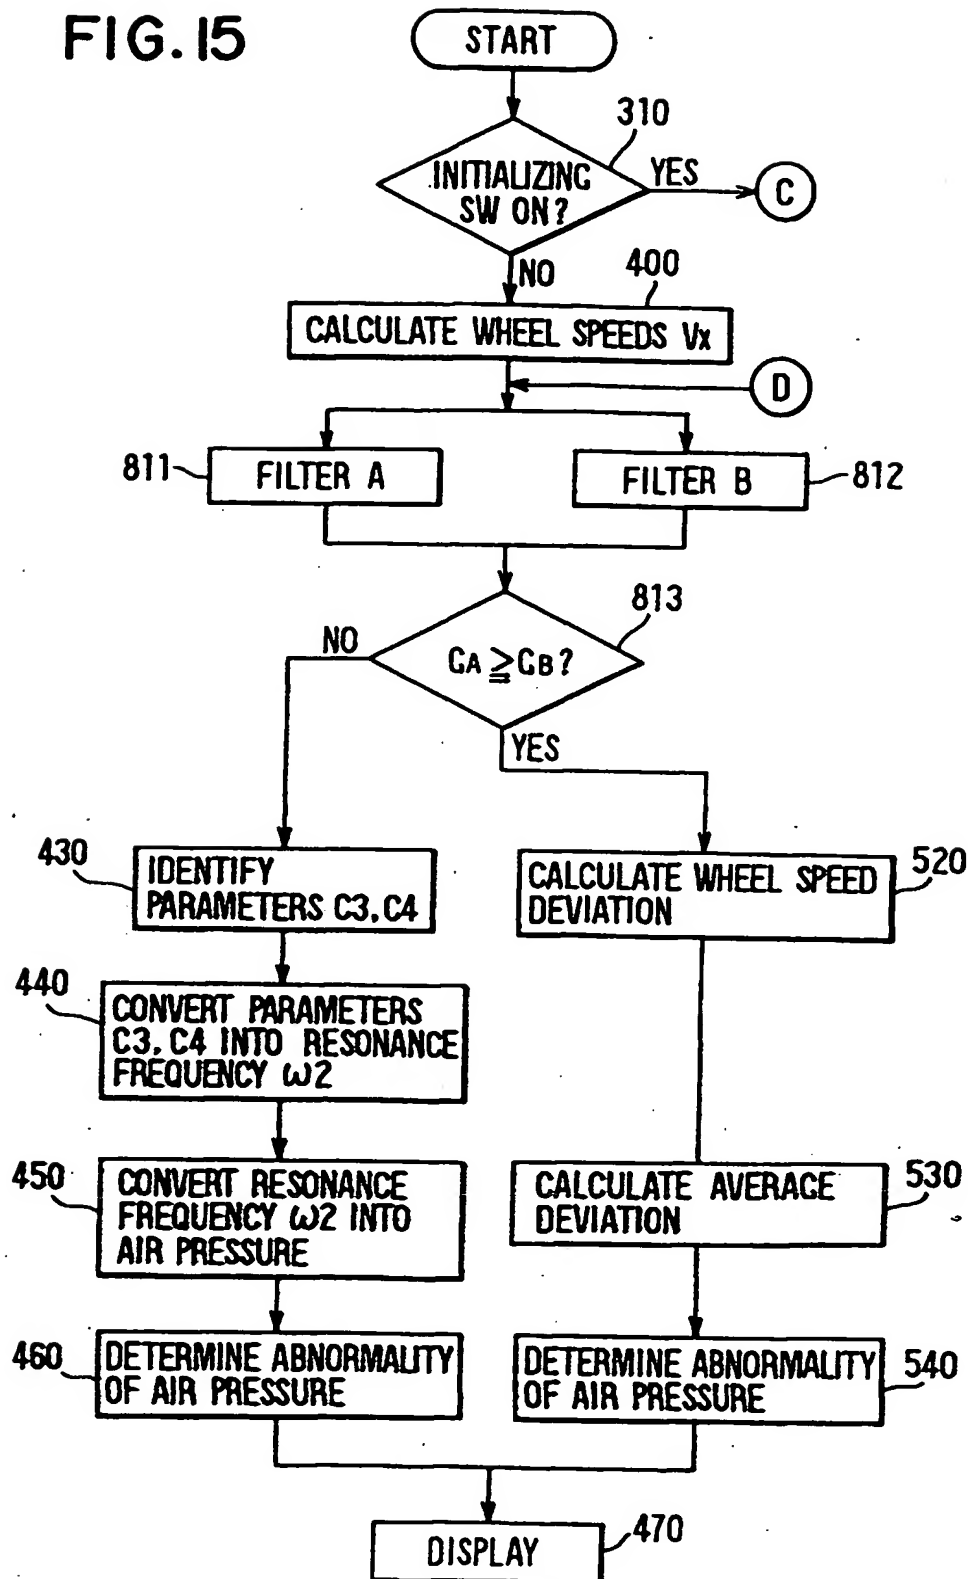 FIG. 15
START
310
INITIALIZING
SW ON?
YES
C
NO
400
CALCULATE WHEEL SPEEDS Vx
D
811
FILTER A
FILTER B
812
813
NO
GA ≧ GB?
YES
430
IDENTIFY
PARAMETERS C3, C4
CALCULATE WHEEL SPEED
DEVIATION
520
440
CONVERT PARAMETERS
C3, C4 INTO RESONANCE
FREQUENCY ω2
450
CONVERT RESONANCE
FREQUENCY ω2 INTO
AIR PRESSURE
CALCULATE AVERAGE
DEVIATION
530
460
DETERMINE ABNORMALITY
OF AIR PRESSURE
DETERMINE ABNORMALITY
OF AIR PRESSURE
540
DISPLAY
470